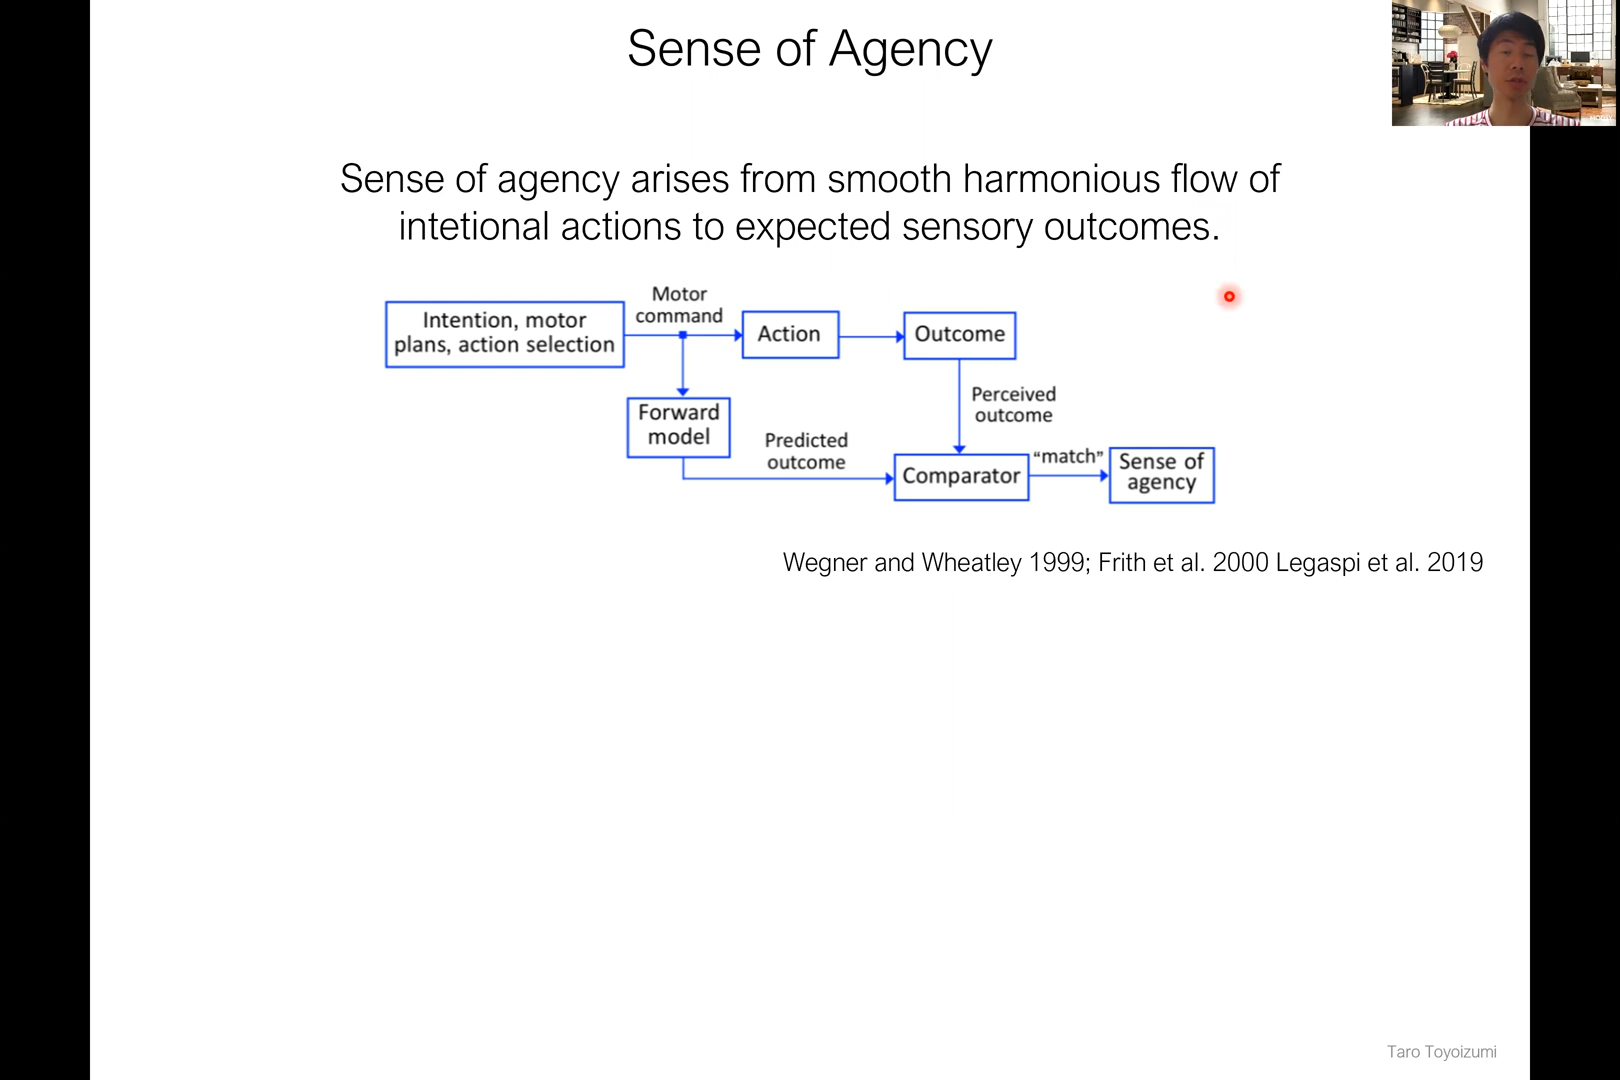 Sense of Agency
Sense of agency arises from smooth harmonious flow of
intetional actions to expected sensory outcomes.
Motor
command
Intention, motor
plans, action selection
Action
Outcome
Perceived
outcome
Forward
model
Predicted
outcome
Comparator
“match”
Sense of
agency
Wegner and Wheatley 1999; Frith et al. 2000 Legaspi et al. 2019
Taro Toyoizumi